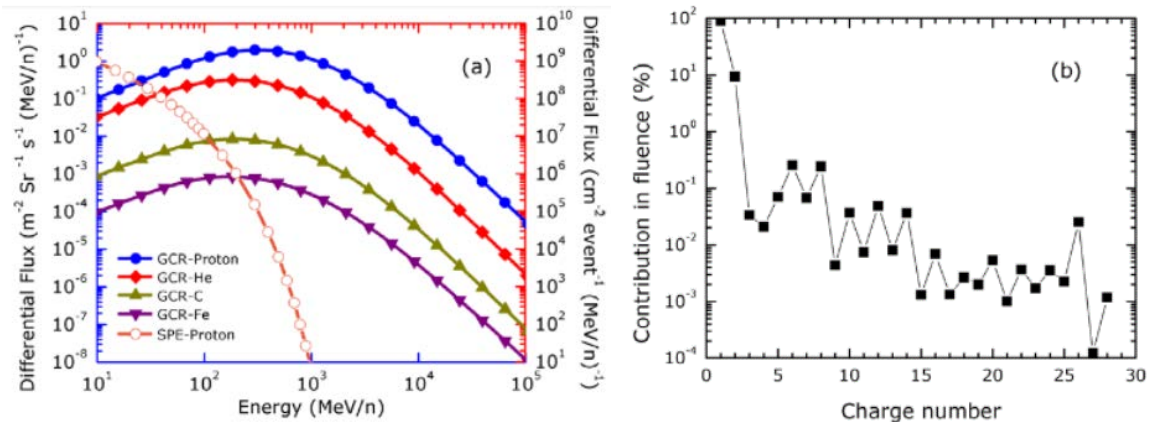 Differential Flux (m⁻² Sr⁻¹ s⁻¹ (MeV/n)⁻¹)
10¹
10⁰
10⁻¹
10⁻²
10⁻³
10⁻⁴
10⁻⁵
10⁻⁶
10⁻⁷
10⁻⁸
(a)
GCR-Proton
GCR-He
GCR-C
GCR-Fe
SPE-Proton
10¹ 10² 10³ 10⁴ 10⁵
Energy (MeV/n)
10¹⁰
10⁹
10⁸
10⁷
10⁶
10⁵
10⁴
10³
10²
10¹
Differential Flux (cm⁻² event⁻¹ (MeV/n)⁻¹)
Contribution in fluence (%)
10²
10¹
10⁰
10⁻¹
10⁻²
10⁻³
10⁻⁴
(b)
0 5 10 15 20 25 30
Charge number